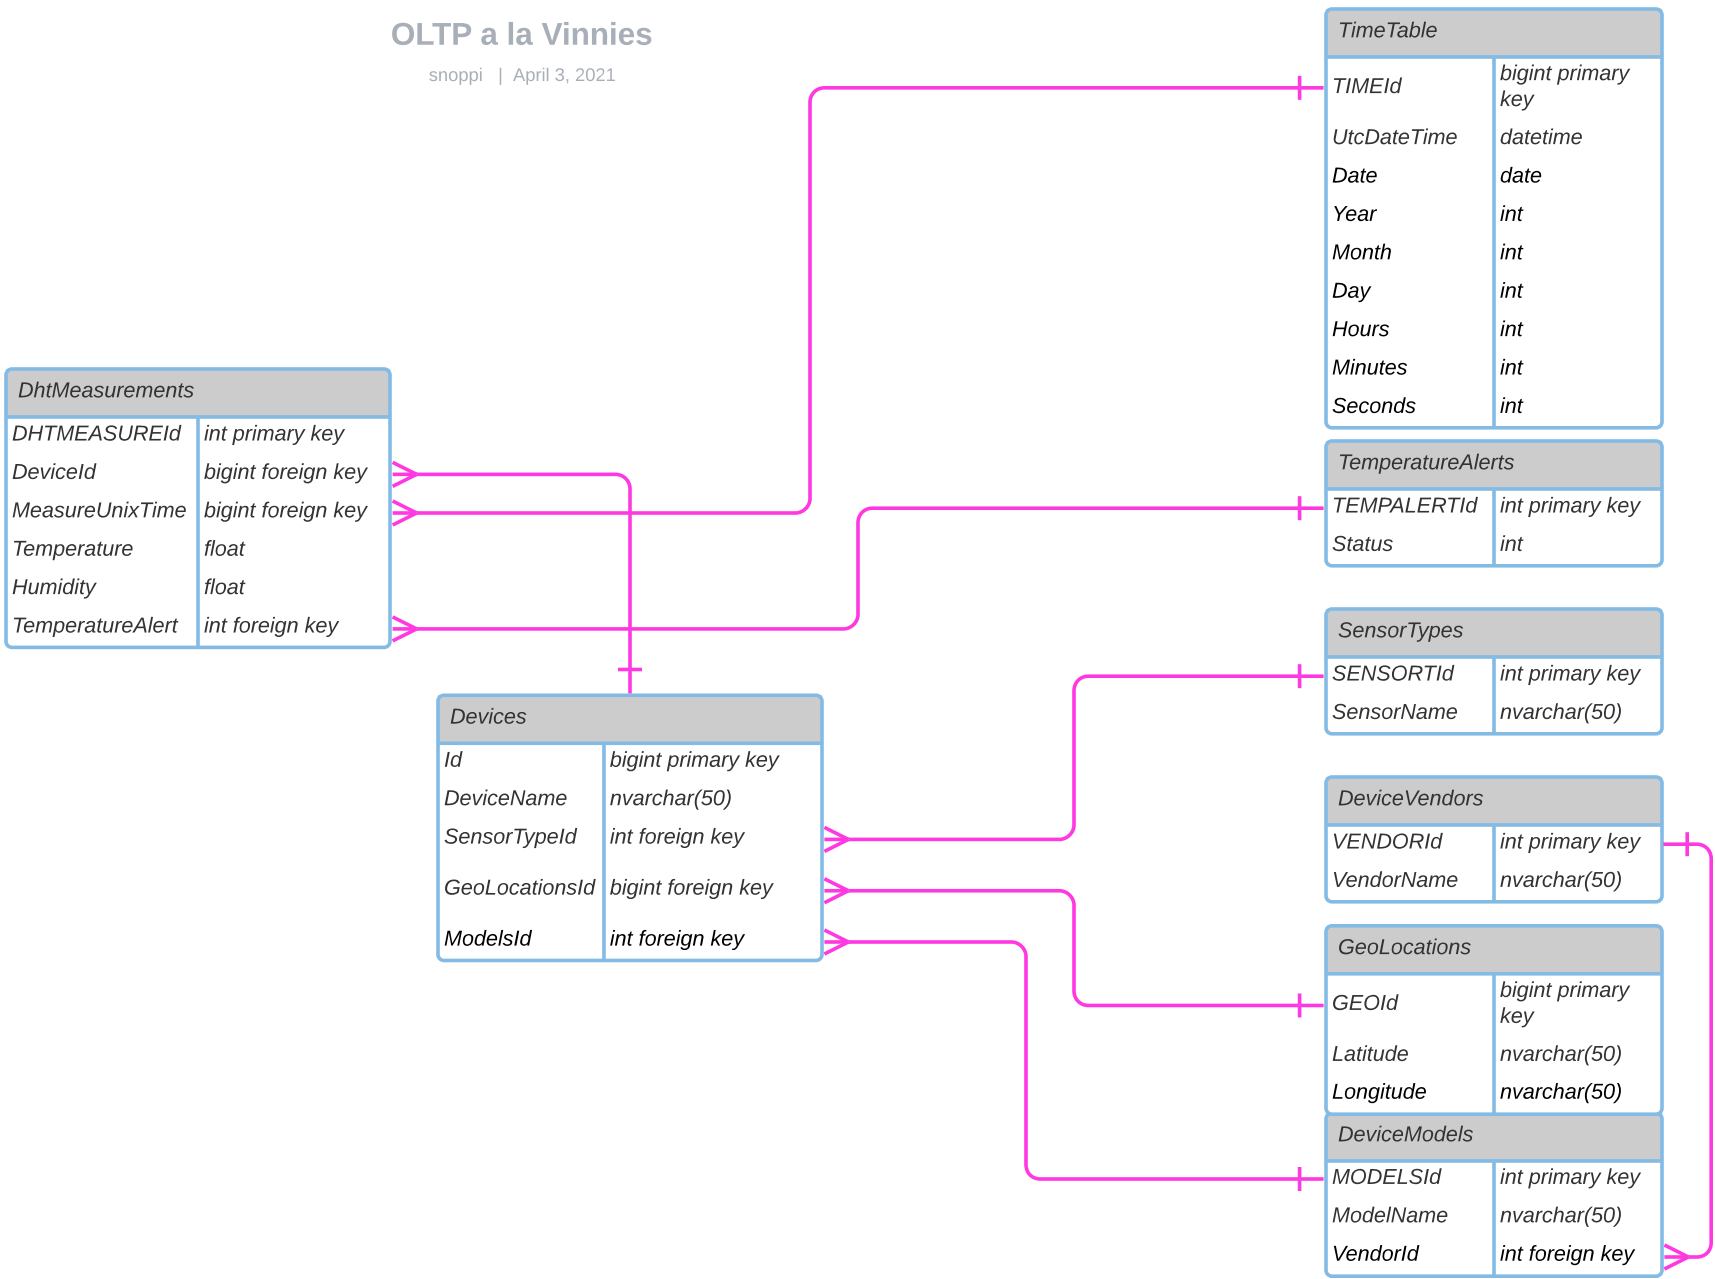 OLTP a la Vinnies
snoppi | April 3, 2021
TimeTable
TIMEId bigint primary
key
UtcDateTime datetime
Date date
Year int
Month int
Day int
Hours int
Minutes int
Seconds int
DhtMeasurements
DHTMEASUREId int primary key
DeviceId bigint foreign key
MeasureUnixTime bigint foreign key
Temperature float
Humidity float
TemperatureAlert int foreign key
TemperatureAlerts
TEMPALERTId int primary key
Status int
SensorTypes
SENSORTId int primary key
SensorName nvarchar(50)
Devices
Id bigint primary key
DeviceName nvarchar(50)
SensorTypeId int foreign key
GeoLocationsId bigint foreign key
ModelsId int foreign key
DeviceVendors
VENDORId int primary key
VendorName nvarchar(50)
GeoLocations
GEOId bigint primary
key
Latitude nvarchar(50)
Longitude nvarchar(50)
DeviceModels
MODELSId int primary key
ModelName nvarchar(50)
VendorId int foreign key